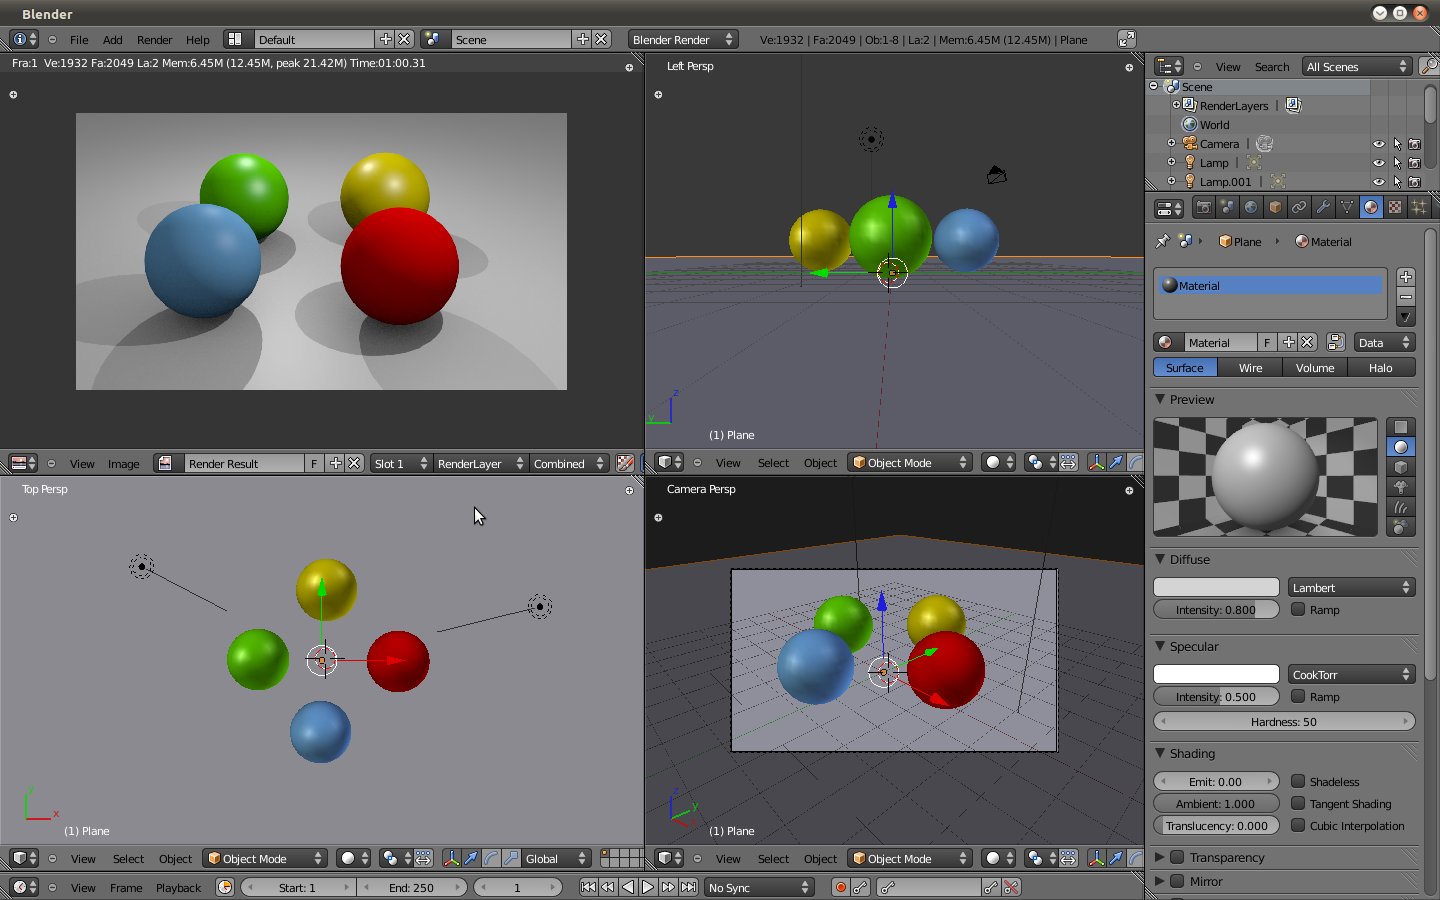 Blender
File Add Render Help Default Scene Blender Render Ve:1932 | Fa:2049 | Ob:1-8 | La:2 | Mem:6.45M (12.45M) | Plane
Fra:1 Ve:1932 Fa:2049 La:2 Mem:6.45M (12.45M, peak 21.42M) Time:01:00.31
View Image Render Result F Slot 1 RenderLayer Combined
Left Persp
z
y
(1) Plane
View Select Object Object Mode
Top Persp
y
x
(1) Plane
View Select Object Object Mode Global
Camera Persp
z
y
x
(1) Plane
View Select Object Object Mode
View Frame Playback Start: 1 End: 250 1 No Sync
View Search All Scenes
Scene
RenderLayers |
World
Camera |
Lamp |
Lamp.001 |
Plane Material
Material
Material F Data
Surface Wire Volume Halo
Preview
Diffuse
Lambert
Intensity: 0.800 Ramp
Specular
CookTorr
Intensity: 0.500 Ramp
Hardness: 50
Shading
Emit: 0.00 Shadeless
Ambient: 1.000 Tangent Shading
Translucency: 0.000 Cubic Interpolation
Transparency
Mirror